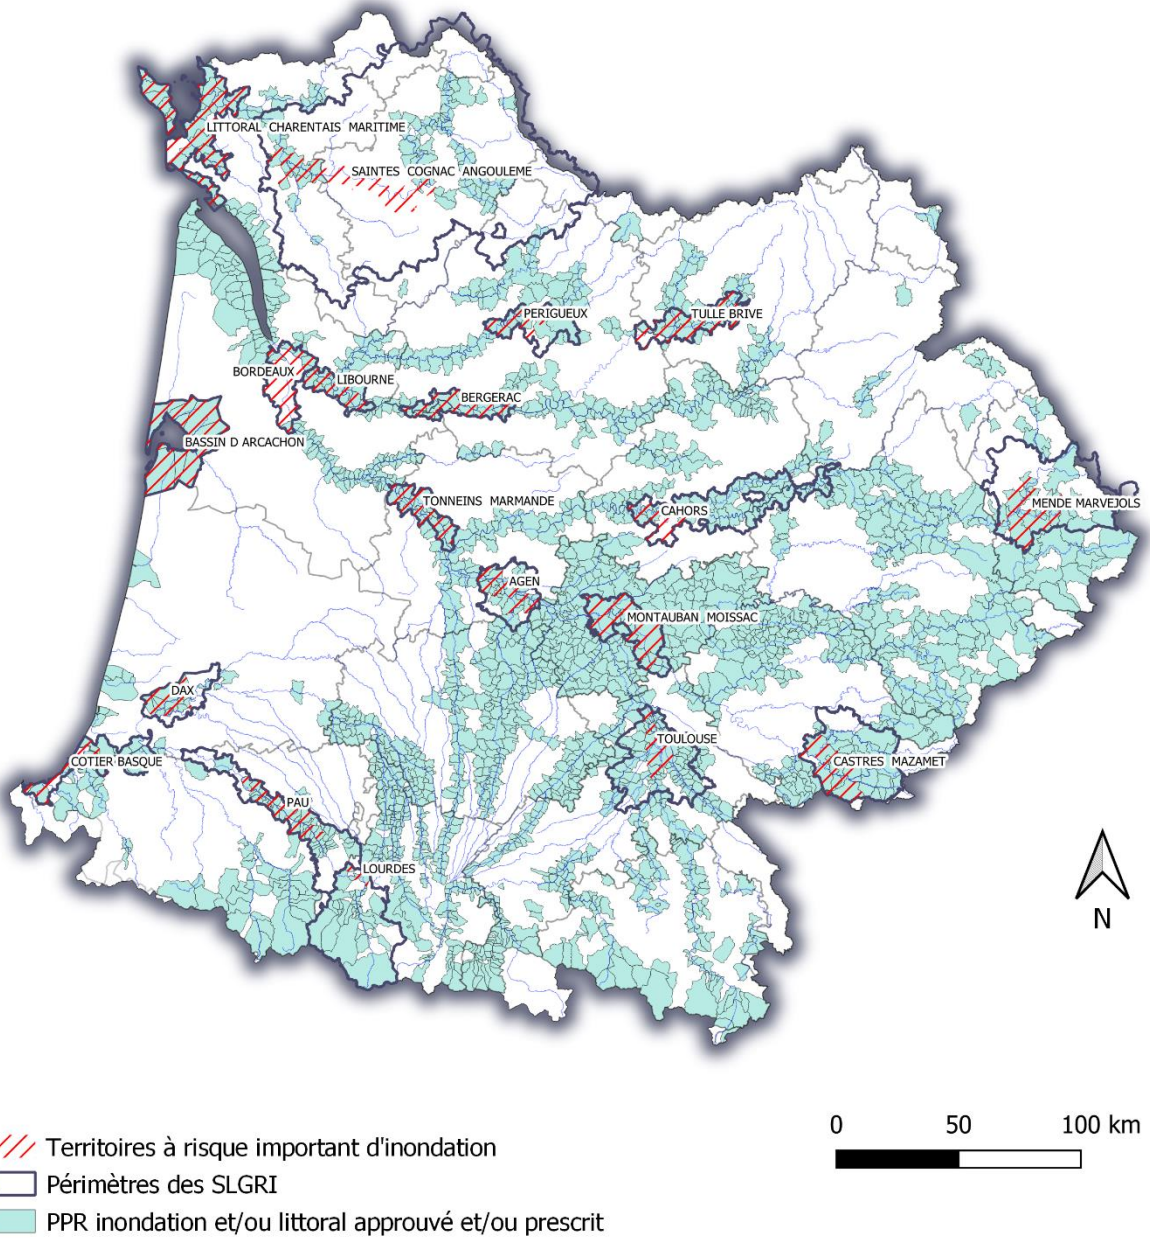 LITTORAL CHARENTAIS MARITIME
SAINTES COGNAC ANGOULEME
PERIGUEUX
TULLE BRIVE
BORDEAUX
LIBOURNE
BERGERAC
BASSIN D ARCACHON
TONNEINS MARMANDE
CAHORS
MENDE MARVEJOLS
AGEN
MONTAUBAN MOISSAC
DAX
TOULOUSE
COTIER BASQUE
CASTRES MAZAMET
PAU
LOURDES
N
0 50 100 km
Territoires à risque important d'inondation
Périmètres des SLGRI
PPR inondation et/ou littoral approuvé et/ou prescrit